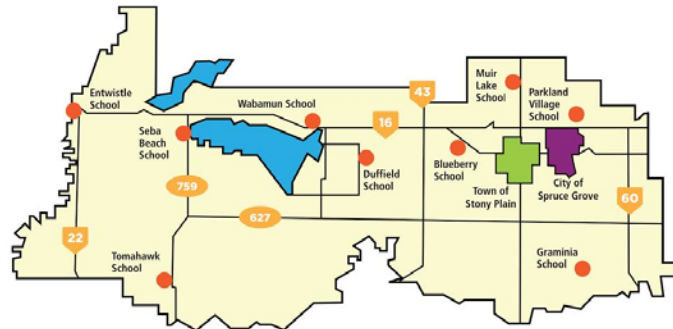 Entwistle
School
Seba
Beach
School
Wabamun School
16
43
Muir
Lake
School
Parkland
Village
School
Duffield
School
Blueberry
School
Town of
Stony Plain
City of
Spruce Grove
759
627
22
60
Tomahawk
School
Graminia
School